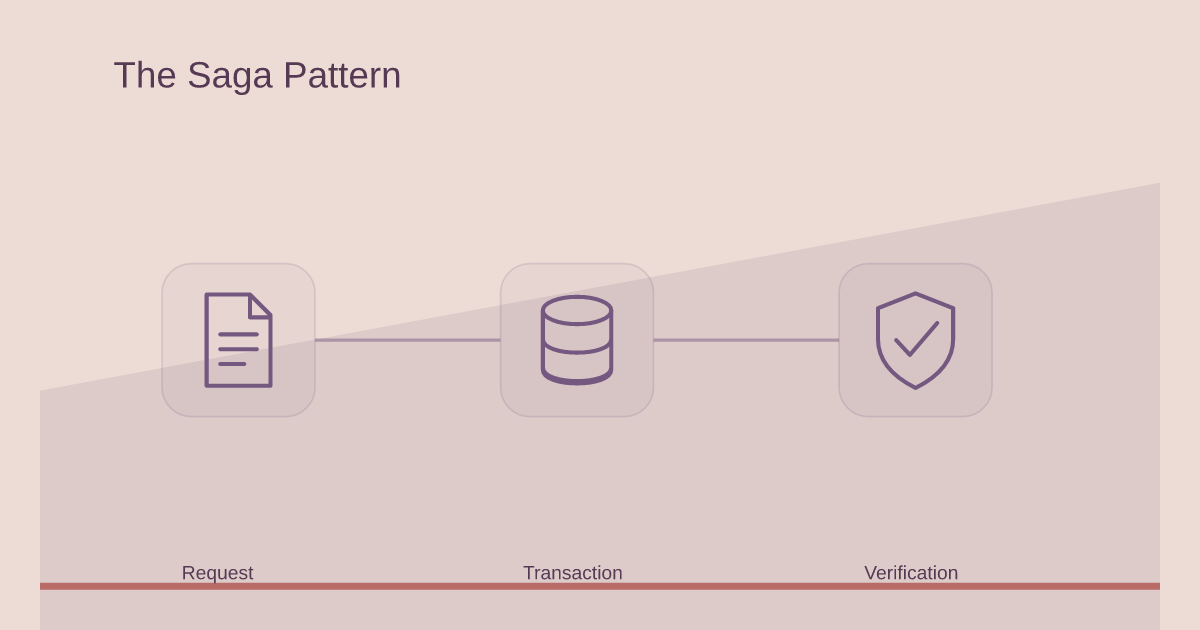 The Saga Pattern
Request
Transaction
Verification